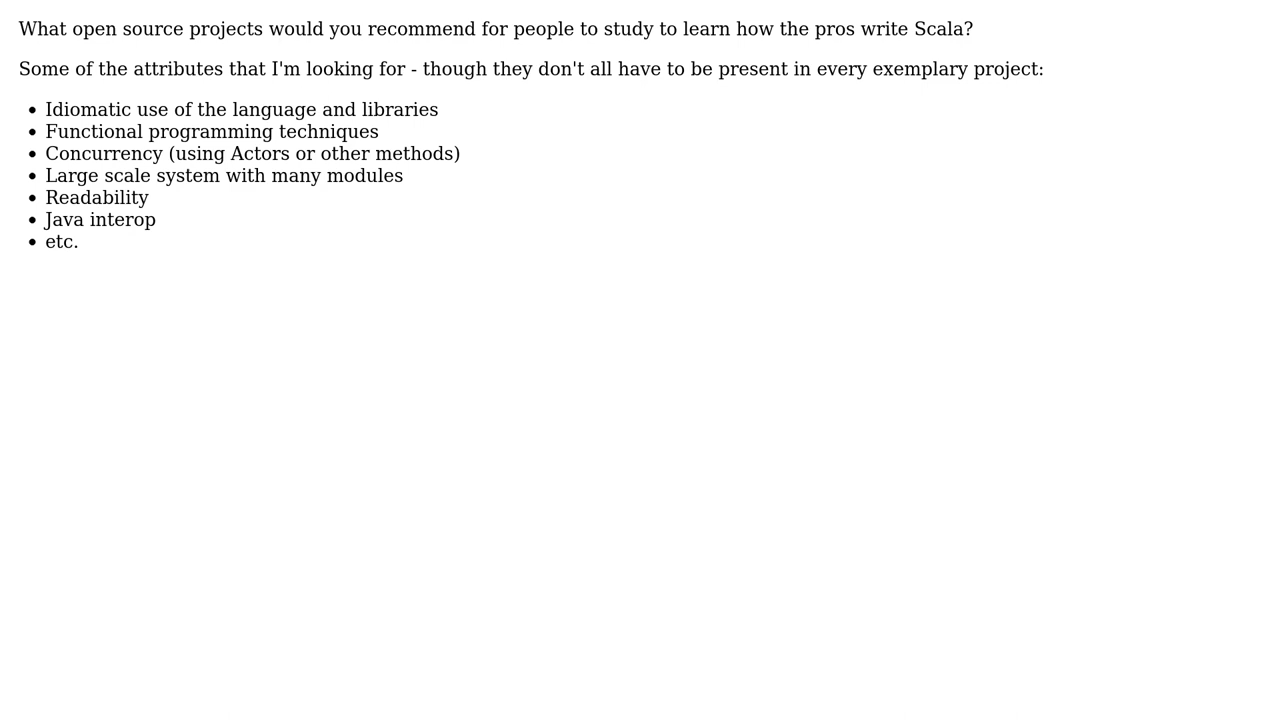 What open source projects would you recommend for people to study to learn how the pros write Scala?
Some of the attributes that I'm looking for - though they don't all have to be present in every exemplary project:
• Idiomatic use of the language and libraries
• Functional programming techniques
• Concurrency (using Actors or other methods)
• Large scale system with many modules
• Readability
• Java interop
• etc.